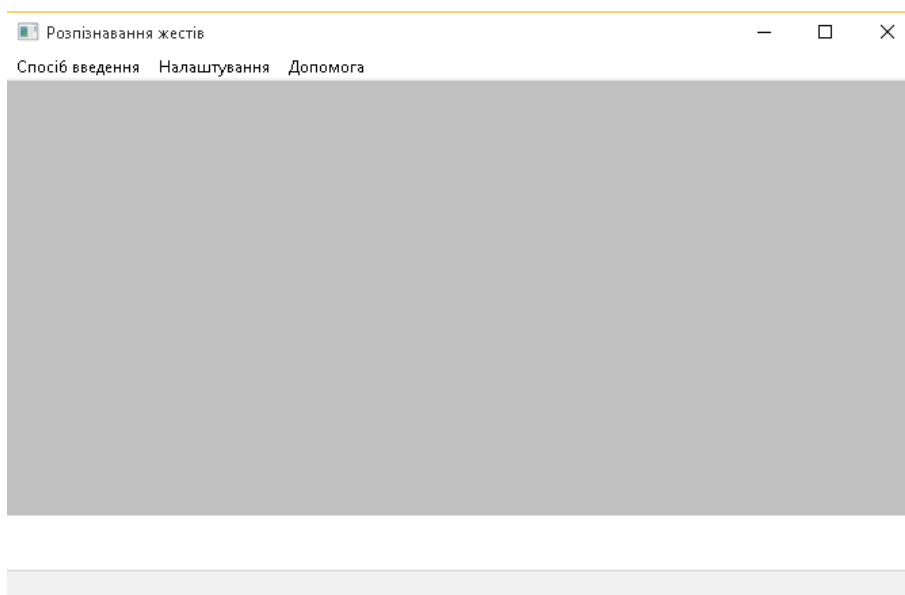 Розпізнавання жестів
Спосіб введення Налаштування Допомога